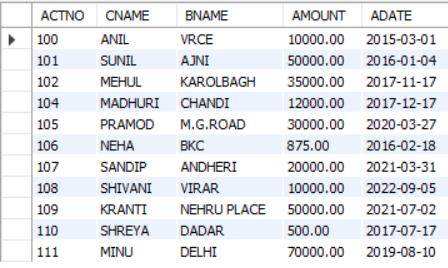 ACTNO CNAME BNAME AMOUNT ADATE
100 ANIL VRCE 10000.00 2015-03-01
101 SUNIL AJNI 50000.00 2016-01-04
102 MEHUL KAROLBAGH 35000.00 2017-11-17
104 MADHURI CHANDI 12000.00 2017-12-17
105 PRAMOD M.G.ROAD 30000.00 2020-03-27
106 NEHA BKC 875.00 2016-02-18
107 SANDIP ANDHERI 20000.00 2021-03-31
108 SHIVANI VIRAR 10000.00 2022-09-05
109 KRANTI NEHRU PLACE 50000.00 2021-07-02
110 SHREYA DADAR 500.00 2017-07-17
111 MINU DELHI 70000.00 2019-08-10